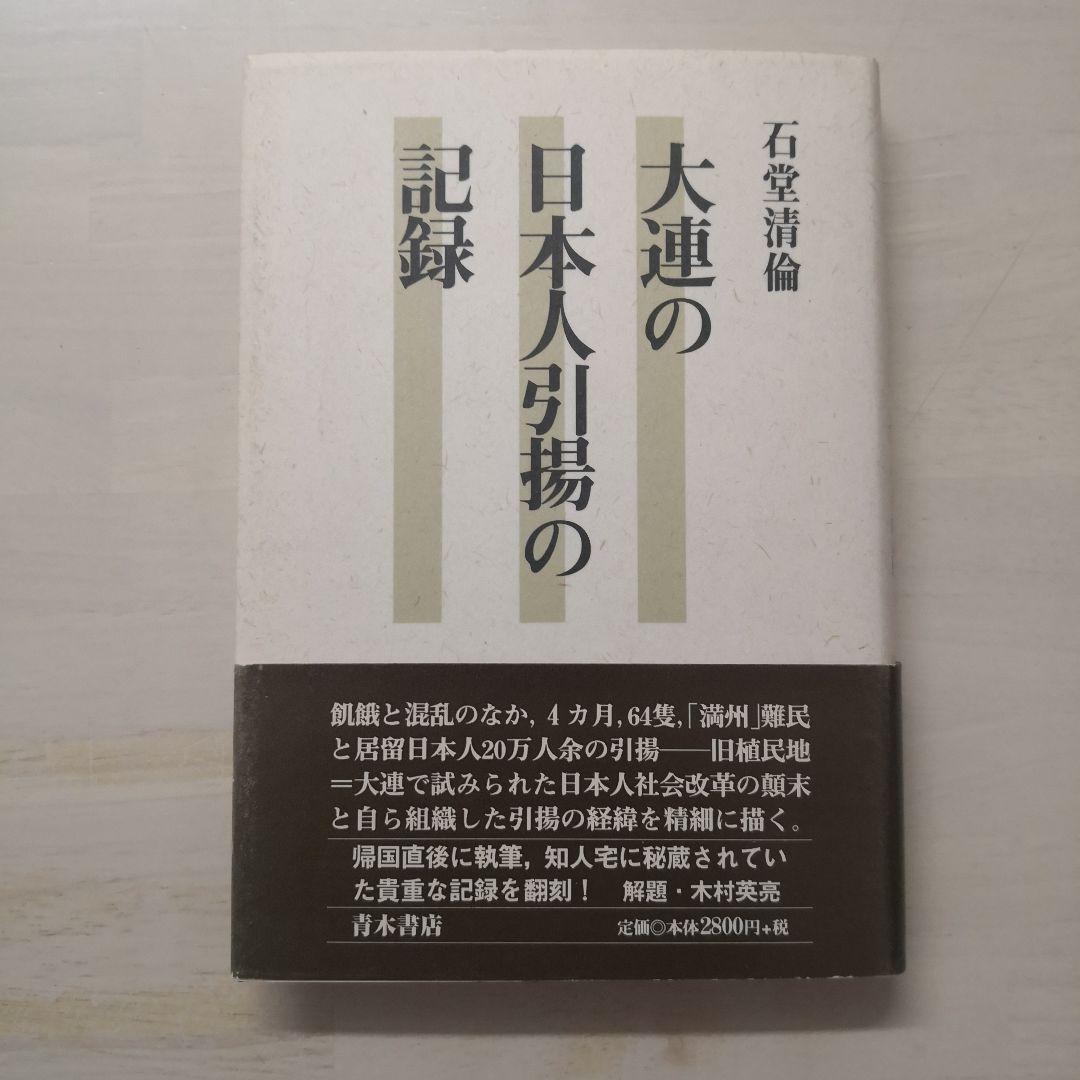 石堂清倫
大連の
日本人引揚の
記録
飢餓と混乱のなか，4カ月，64隻，「満州」難民
と居留日本人20万人余の引揚――旧植民地
＝大連で試みられた日本人社会改革の顛末
と自ら組織した引揚の経緯を精細に描く。
帰国直後に執筆，知人宅に秘蔵されてい
た貴重な記録を翻刻！　解題・木村英亮
青木書店　定価◎本体2800円+税